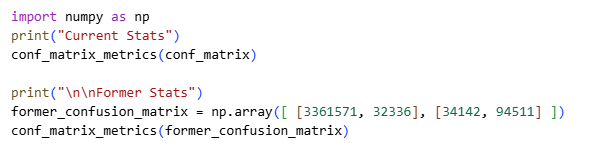 import numpy as np
print("Current Stats")
conf_matrix_metrics(conf_matrix)
print("\n\nFormer Stats")
former_confusion_matrix = np.array([ [3361571, 32336], [34142, 94511] ])
conf_matrix_metrics(former_confusion_matrix)